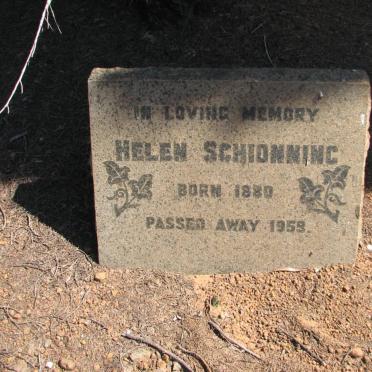 IN LOVING MEMORY
HELEN SCHIONNING
BORN 1880
PASSED AWAY 1959.